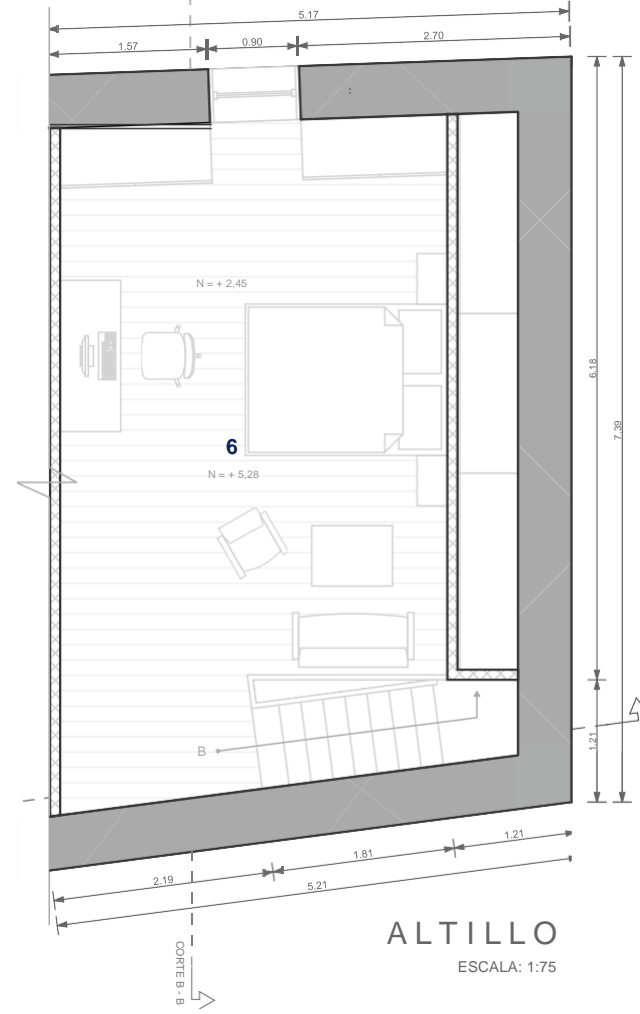 5.17
1.57
0.90
2.70
N = + 2,45
6.18
7.39
6
N = + 5,28
B
1.21
1.21
1.81
2.19
5.21
ALTILLO
ESCALA: 1:75
CORTE B - B